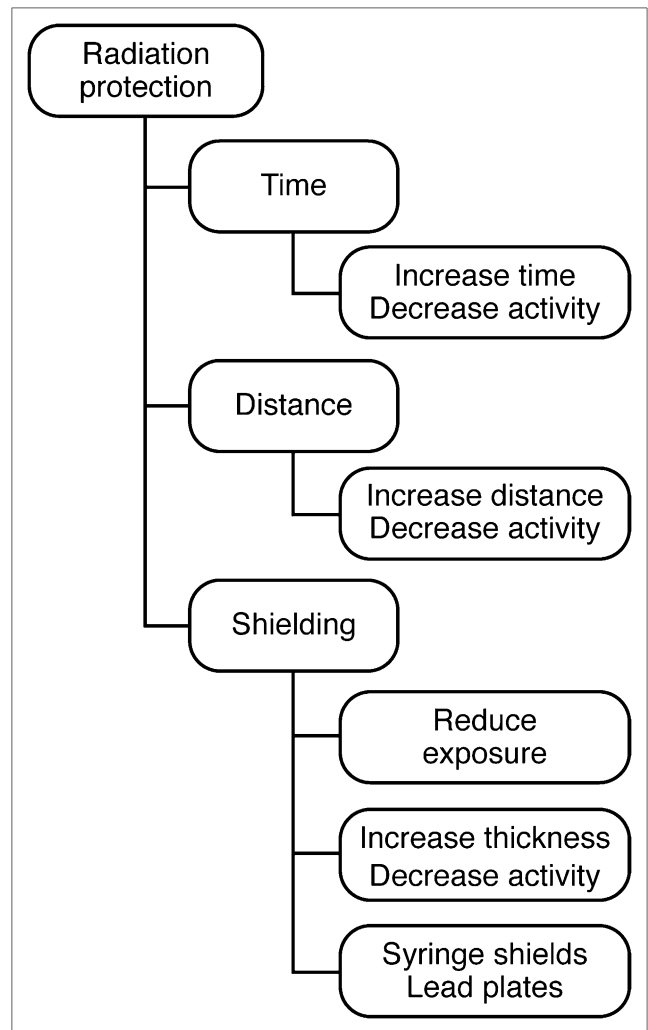 Radiation
protection
Time
Increase time
Decrease activity
Distance
Increase distance
Decrease activity
Shielding
Reduce
exposure
Increase thickness
Decrease activity
Syringe shields
Lead plates